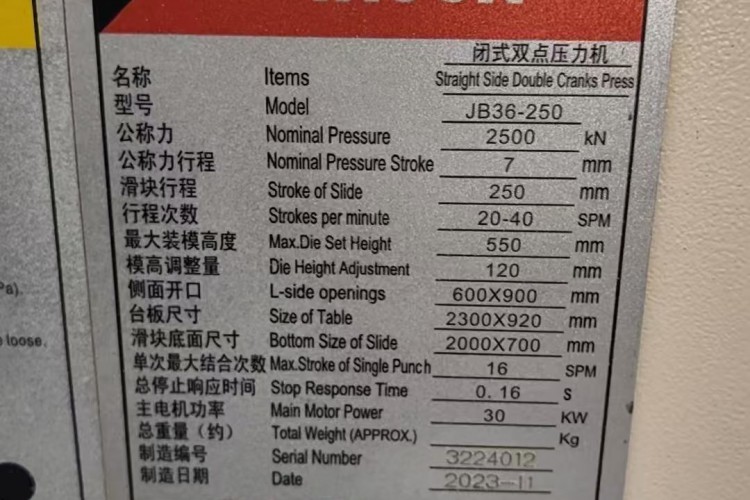 闭式双点压力机
名称 Items Straight Side Double Cranks Press
型号 Model JB36-250
公称力 Nominal Pressure 2500 kN
公称力行程 Nominal Pressure Stroke 7 mm
滑块行程 Stroke of Slide 250 mm
行程次数 Strokes per minute 20-40 SPM
最大装模高度 Max.Die Set Height 550 mm
模高调整量 Die Height Adjustment 120 mm
侧面开口 L-side openings 600X900 mm
台板尺寸 Size of Table 2300X920 mm
滑块底面尺寸 Bottom Size of Slide 2000X700 mm
单次最大结合次数 Max.Stroke of Single Punch 16 SPM
总停止响应时间 Stop Response Time 0.16 S
主电机功率 Main Motor Power 30 KW
总重量（约） Total Weight (APPROX.) Kg
制造编号 Serial Number 3224012
制造日期 Date 2023-11
loose.